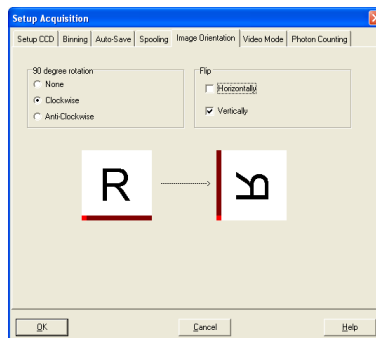 Setup Acquisition
Setup CCD Binning Auto-Save Spooling Image Orientation Video Mode Photon Counting
90 degree rotation
None
Clockwise
Anti-Clockwise
Flip
Horizontally
Vertically
R R
OK Cancel Help